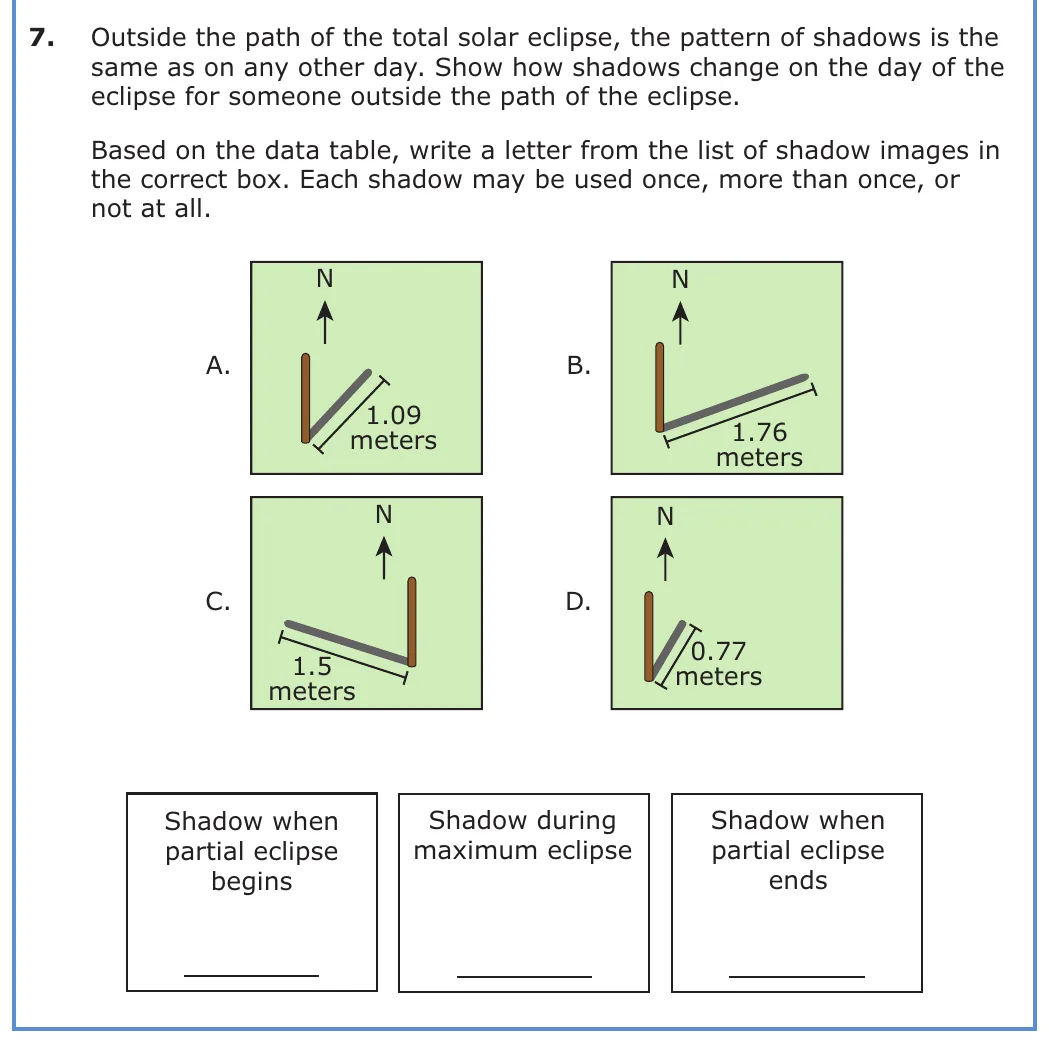 7. Outside the path of the total solar eclipse, the pattern of shadows is the
same as on any other day. Show how shadows change on the day of the
eclipse for someone outside the path of the eclipse.
Based on the data table, write a letter from the list of shadow images in
the correct box. Each shadow may be used once, more than once, or
not at all.
A.
N
1.09
meters
B.
N
1.76
meters
C.
N
1.5
meters
D.
N
0.77
meters
Shadow when
partial eclipse
begins
Shadow during
maximum eclipse
Shadow when
partial eclipse
ends